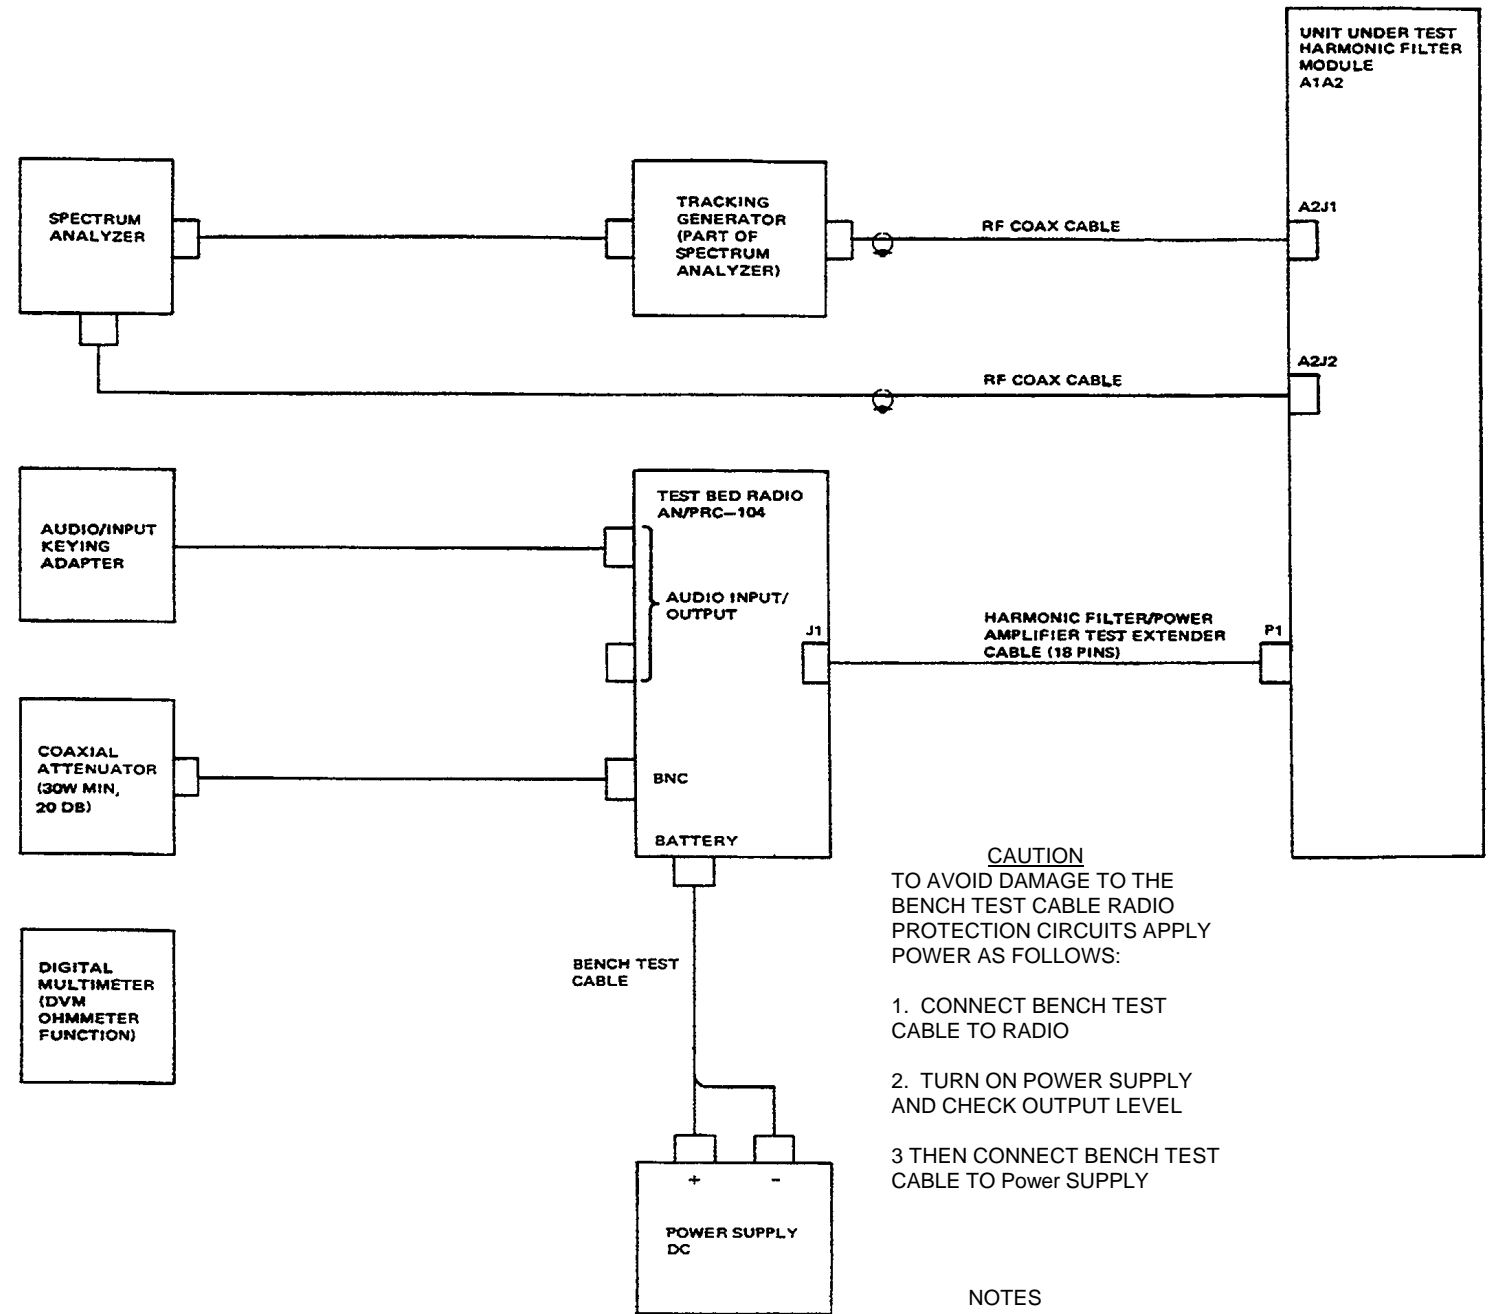 UNIT UNDER TEST
HARMONIC FILTER
MODULE
A1A2
SPECTRUM
ANALYZER
TRACKING
GENERATOR
(PART OF
SPECTRUM
ANALYZER)
RF COAX CABLE
A2J1
RF COAX CABLE
A2J2
AUDIO/INPUT
KEYING
ADAPTER
TEST BED RADIO
AN/PRC-104
AUDIO INPUT/
OUTPUT
J1
HARMONIC FILTER/POWER
AMPLIFIER TEST EXTENDER
CABLE (18 PINS)
P1
COAXIAL
ATTENUATOR
(30W MIN,
20 DB)
BNC
BATTERY
DIGITAL
MULTIMETER
(DVM
OHMMETER
FUNCTION)
BENCH TEST
CABLE
CAUTION
TO AVOID DAMAGE TO THE
BENCH TEST CABLE RADIO
PROTECTION CIRCUITS APPLY
POWER AS FOLLOWS:
1. CONNECT BENCH TEST
CABLE TO RADIO
2. TURN ON POWER SUPPLY
AND CHECK OUTPUT LEVEL
3 THEN CONNECT BENCH TEST
CABLE TO Power SUPPLY
+ -
POWER SUPPLY
DC
NOTES